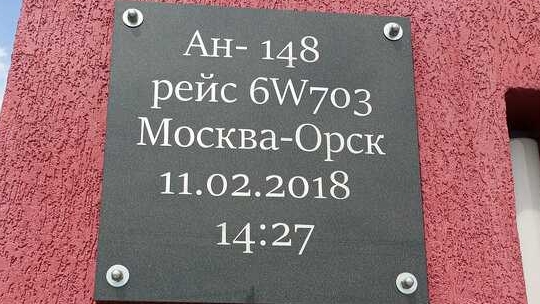 Ан- 148
рейс 6W703
Москва-Орск
11.02.2018
14:27